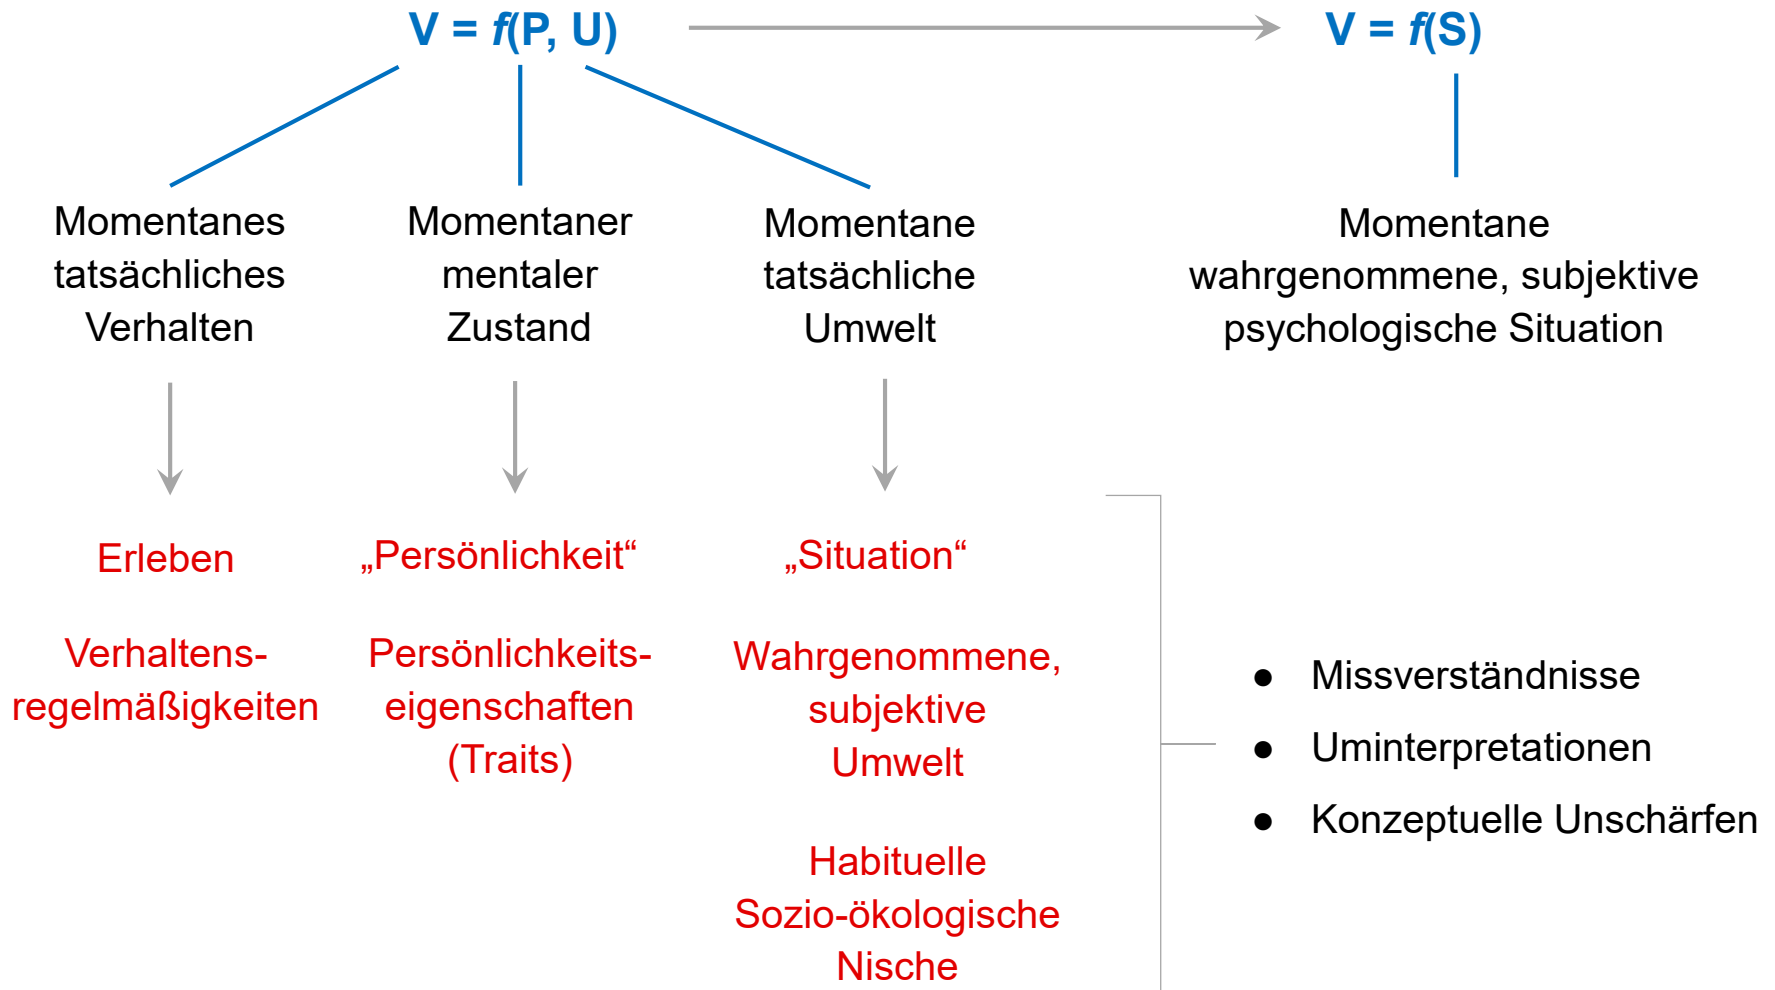 V = f(P, U)
V = f(S)
Momentanes
tatsächliches
Verhalten
Momentaner
mentaler
Zustand
Momentane
tatsächliche
Umwelt
Momentane
wahrgenommene, subjektive
psychologische Situation
Erleben
Verhaltens-
regelmäßigkeiten
„Persönlichkeit“
Persönlichkeits-
eigenschaften
(Traits)
„Situation“
Wahrgenommene,
subjektive
Umwelt
Habituelle
Sozio-ökologische
Nische
● Missverständnisse
● Uminterpretationen
● Konzeptuelle Unschärfen